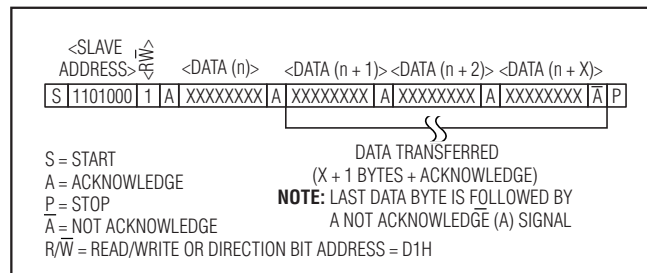 <SLAVE
ADDRESS> <RW̅> <DATA (n)> <DATA (n + 1)> <DATA (n + 2)> <DATA (n + X)>
S 1101000 1 A XXXXXXXX A XXXXXXXX A XXXXXXXX A XXXXXXXX A̅ P
S = START
A = ACKNOWLEDGE
P = STOP
A̅ = NOT ACKNOWLEDGE
R/W̅ = READ/WRITE OR DIRECTION BIT ADDRESS = D1H
DATA TRANSFERRED
(X + 1 BYTES + ACKNOWLEDGE)
NOTE: LAST DATA BYTE IS FOLLOWED BY
A NOT ACKNOWLEDGE (A̅) SIGNAL